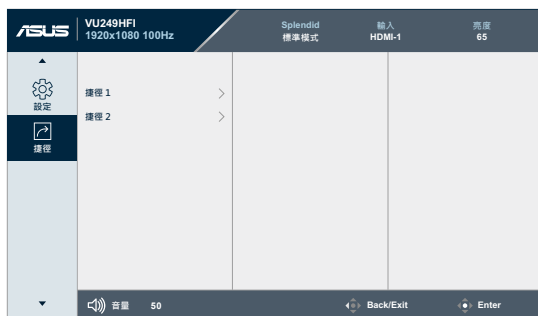 ASUS
VU249HFI
1920x1080 100Hz
Splendid
標準模式
輸入
HDMI-1
亮度
65
設定
捷徑
捷徑 1
捷徑 2
音量 50
Back/Exit
Enter